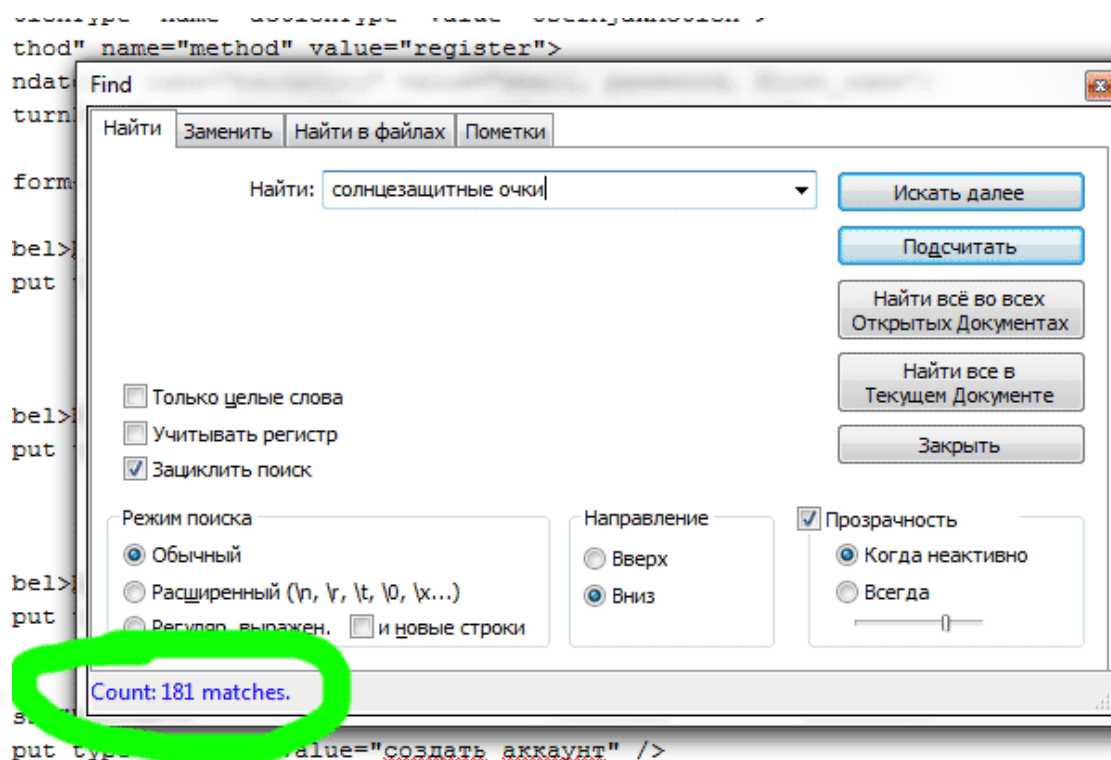 thod" name="method" value="register">
ndat
Find
turn
Найти Заменить Найти в файлах Пометки
form
Найти: солнцезащитные очки
Искать далее
bel>
Подсчитать
put
Найти всё во всех
Открытых Документах
Найти все в
Текущем Документе
Только целые слова
bel>
Учитывать регистр
put
Закрыть
Зациклить поиск
Режим поиска
Направление
Прозрачность
Обычный
Вверх
Когда неактивно
bel>
Расширенный (\n, \r, \t, \0, \x...)
Вниз
Всегда
put
Регуляр. выражен. и новые строки
Count: 181 matches.
put typ alue="создать аккаунт" />